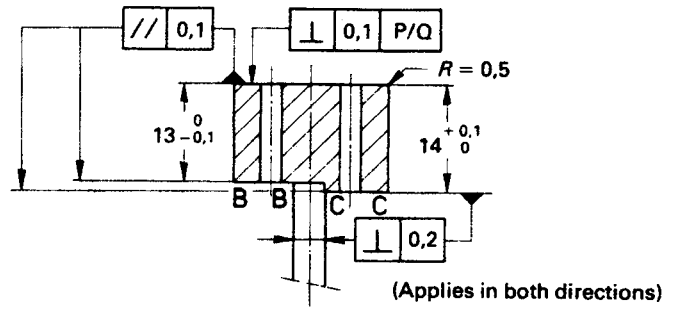 // 0,1
⊥ 0,1 P/Q
R = 0,5
13 0 −0,1
14 +0,1 0
B B C C
⊥ 0,2
(Applies in both directions)